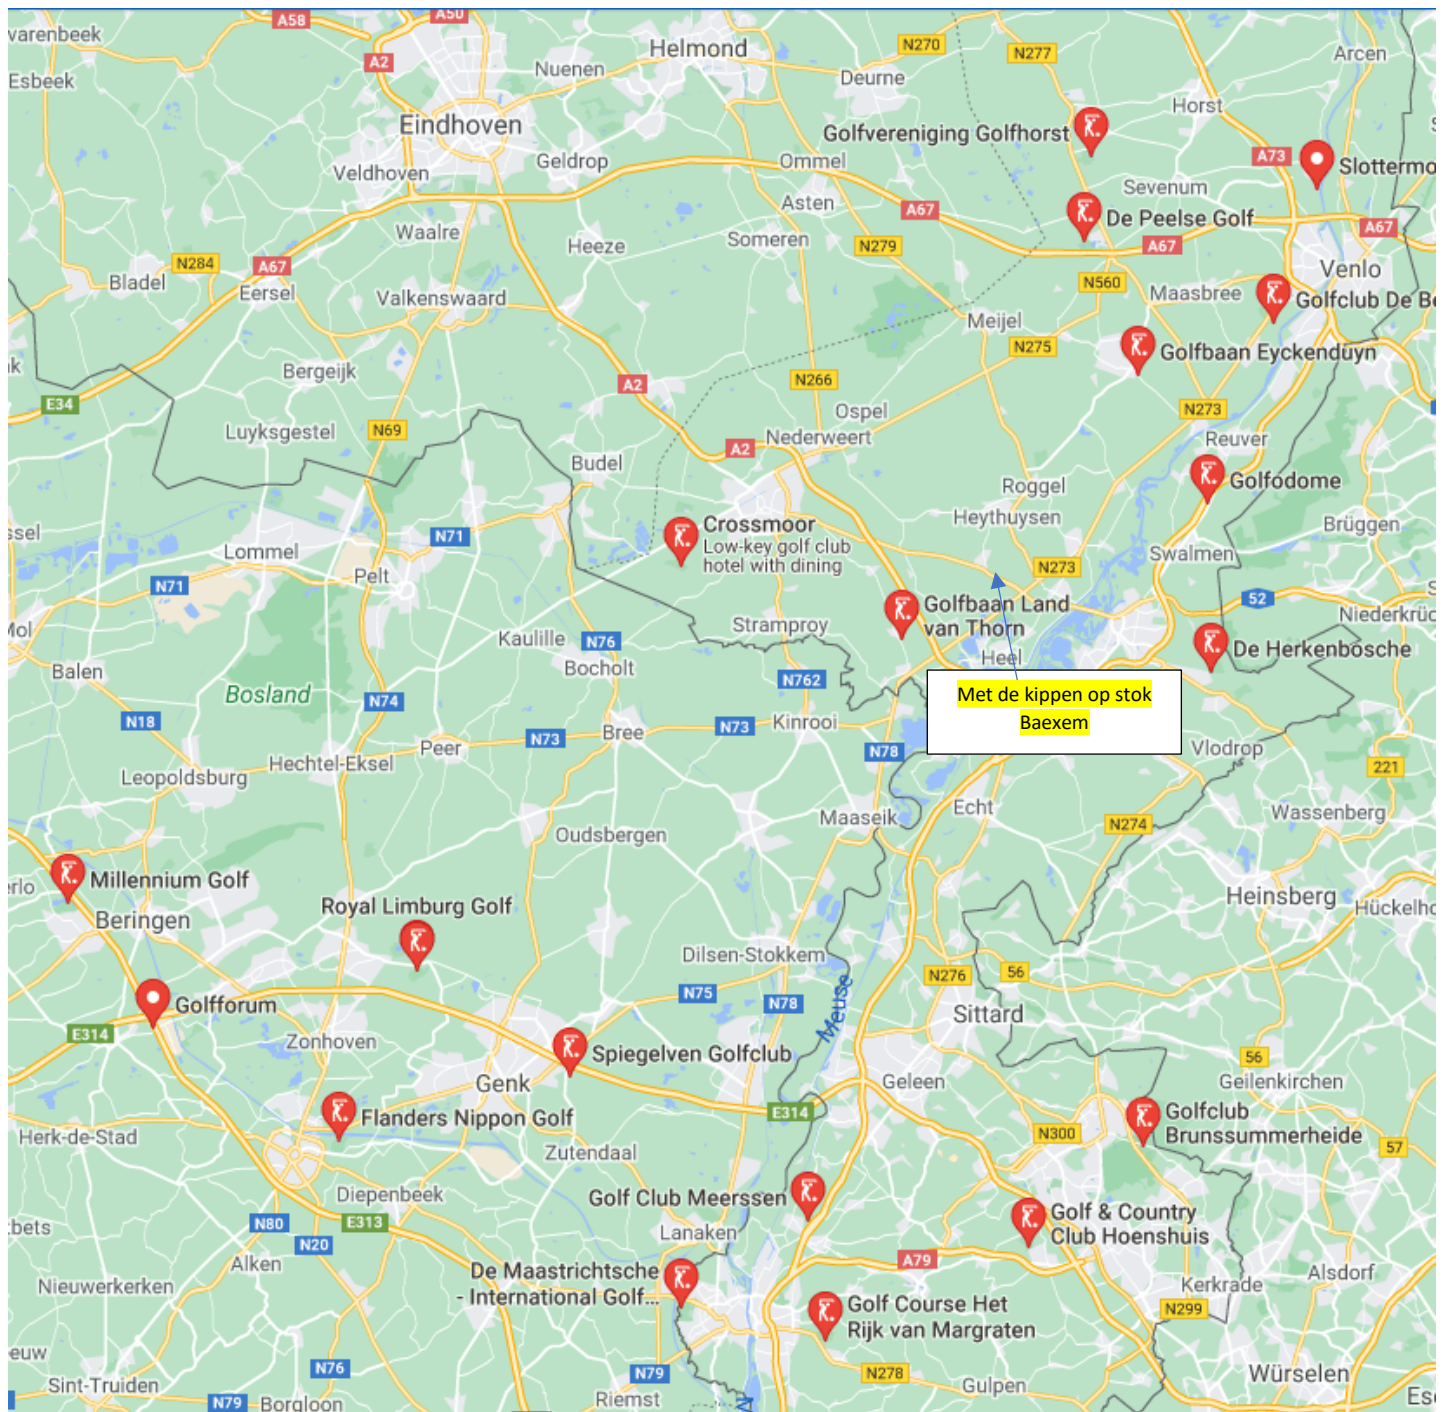 A58
A50
varenbeek
Helmond
N270
N277
Arcen
A2
Nuenen
Deurne
Esbeek
Horst
Eindhoven
Golfvereniging Golfhorst
Geldrop
Ommel
A73
Slottermo
Veldhoven
Sevenum
Asten
A67
De Peelse Golf
A67
Waalre
Heeze
Someren
N279
A67
N284
A67
Venlo
Bladel
Eersel
Valkenswaard
N560
Maasbree
Golfclub De Be
Meijel
N275
Golfbaan Eyckenduyn
Bergeijk
A2
N266
E34
N273
Ospel
Luyksgestel
N69
Nederweert
Reuver
A2
Budel
Golfodome
Roggel
Heythuysen
Crossmoor
Low-key golf club
hotel with dining
Brüggen
ssel
N71
Lommel
Swalmen
N273
Pelt
N71
52
Golfbaan Land
van Thorn
Niederkrüc
Mol
Kaulille
N76
Stramproy
De Herkenbosche
Heel
Balen
Bocholt
N762
Bosland
N74
Met de kippen op stok
Baexem
N18
Kinrooi
N73
N73
Bree
Peer
N78
Vlodrop
Hechtel-Eksel
221
Leopoldsburg
Echt
Wassenberg
Maaseik
N274
Oudsbergen
Millennium Golf
erlo
Heinsberg
Beringen
Royal Limburg Golf
Hückelho
Dilsen-Stokkem
N276
56
N75
N78
Meuse
Golfforum
Sittard
E314
Zonhoven
Spiegelven Golfclub
56
Genk
Geleen
Geilenkirchen
Flanders Nippon Golf
E314
Golfclub
Brunssummerheide
Herk-de-Stad
N300
57
Zutendaal
Diepenbeek
Golf Club Meerssen
Golf & Country
Club Hoenshuis
N80
E313
tbets
Lanaken
N20
Alken
A79
De Maastrichtsche
- International Golf...
Alsdorf
Nieuwerkerken
Kerkrade
Golf Course Het
Rijk van Margraten
N299
N76
N79
N278
Würselen
Sint-Truiden
Gulpen
N79
Borgloon
Riemst